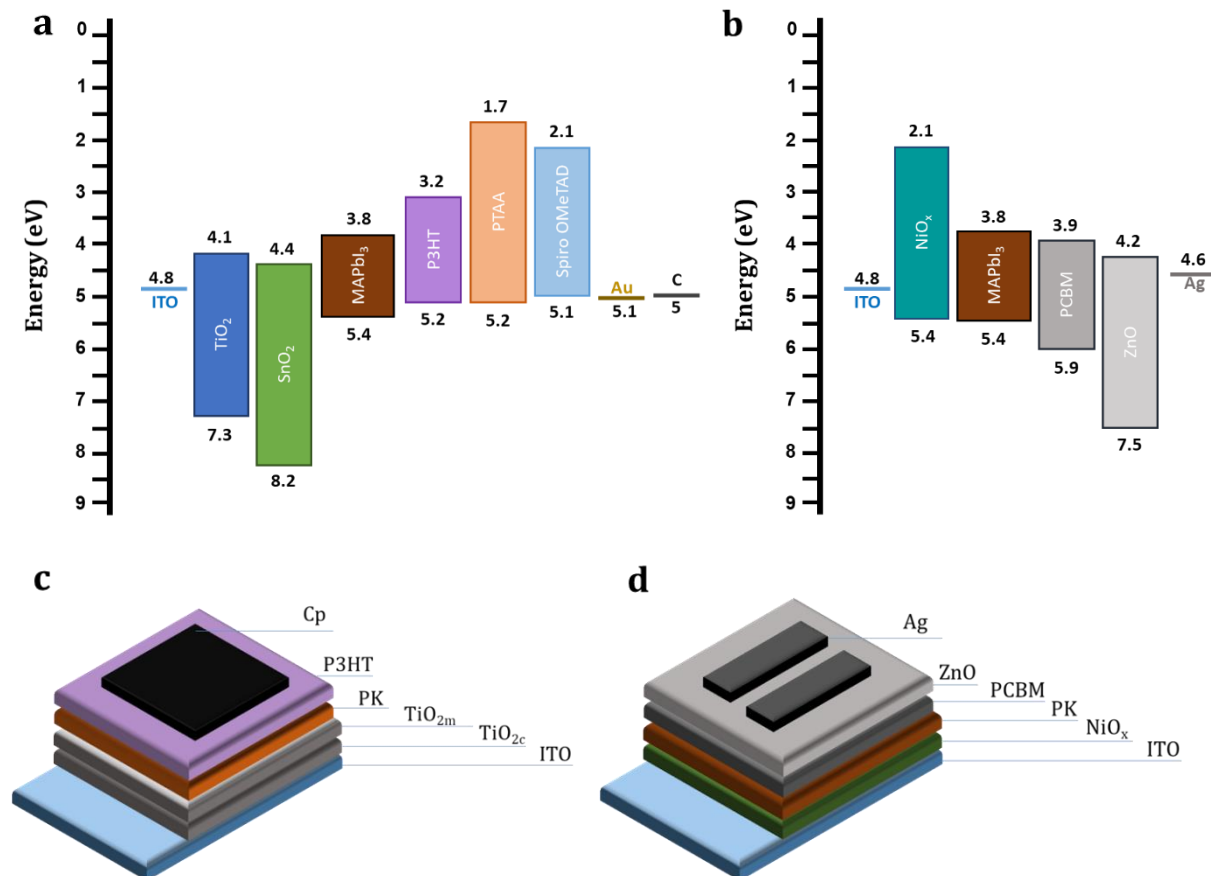 a
Energy (eV)
0
1
2
3
4
5
6
7
8
9
4.8
ITO
4.1
TiO₂
7.3
4.4
SnO₂
8.2
3.8
MAPbI₃
5.4
3.2
P3HT
5.2
1.7
PTAA
5.2
2.1
Spiro OMeTAD
5.1
Au
5.1
C
5
b
Energy (eV)
0
1
2
3
4
5
6
7
8
9
4.8
ITO
2.1
NiOₓ
5.4
3.8
MAPbI₃
5.4
3.9
PCBM
5.9
4.2
ZnO
7.5
4.6
Ag
c
Cp
P3HT
PK
TiO₂ₘ
TiO₂c
ITO
d
Ag
ZnO
PCBM
PK
NiOₓ
ITO